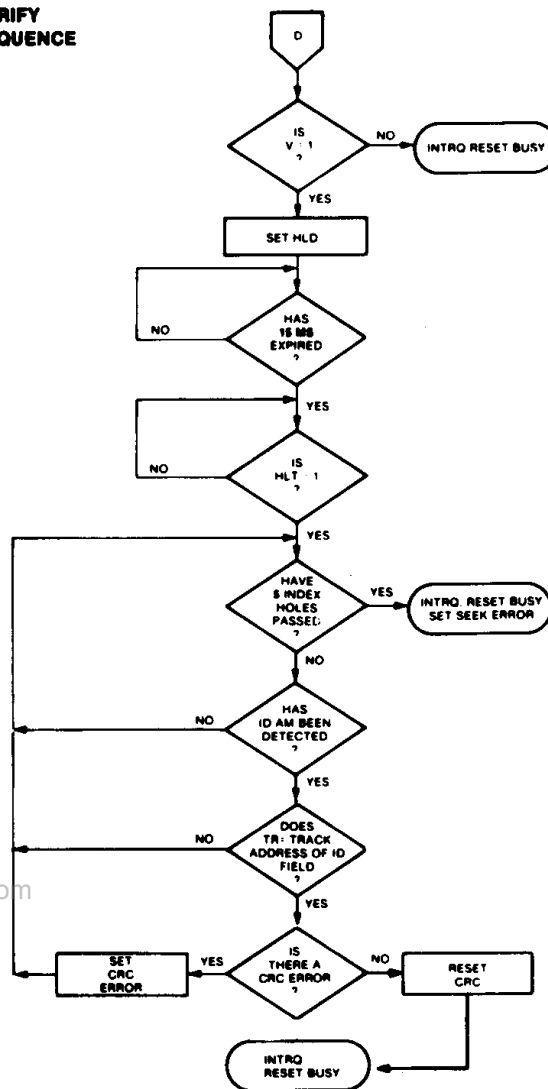 RIFY
QUENCE
D
IS
V = 1
?
NO
INTRQ RESET BUSY
YES
SET HLD
HAS
15 MS
EXPIRED
?
NO
YES
IS
HLT = 1
?
NO
YES
HAVE
5 INDEX
HOLES
PASSED
?
YES
INTRQ. RESET BUSY
SET SEEK ERROR
NO
HAS
ID AM BEEN
DETECTED
?
NO
YES
DOES
TR = TRACK
ADDRESS OF ID
FIELD
?
NO
YES
om
IS
THERE A
CRC ERROR
?
YES
SET
CRC
ERROR
NO
RESET
CRC
INTRQ
RESET BUSY